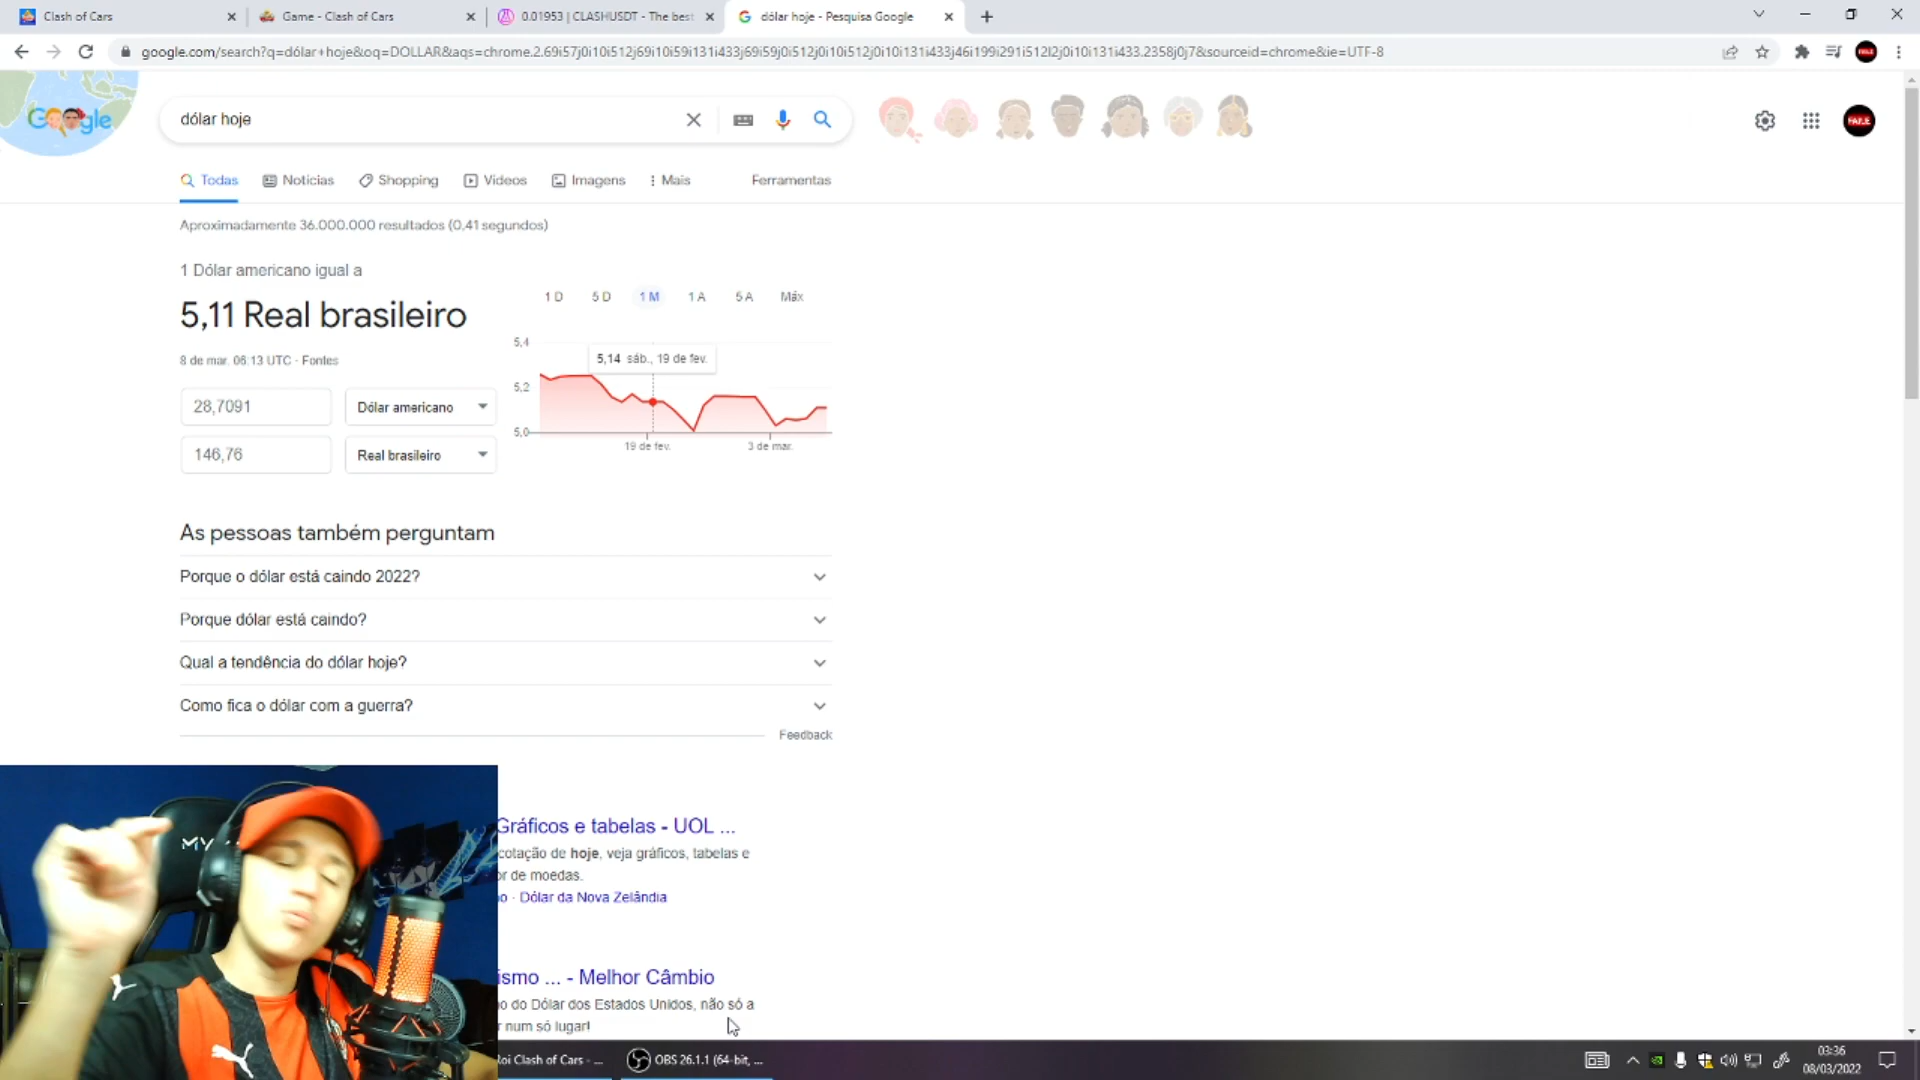 Clash of Cars
Game - Clash of Cars
0.01953 | CLASHUSDT - The best
dólar hoje - Pesquisa Google
google.com/search?q=dólar+hoje&oq=DOLLAR&aqs=chrome.2.69i57j0i10i512j69i10i59i131i433j69i59j0i512j0i10i512j0i10i131i433j46i199i291i512l2j0i10i131i433.2358j0j7&sourceid=chrome&ie=UTF-8
Google
dólar hoje
Todas
Notícias
Shopping
Vídeos
Imagens
Mais
Ferramentas
Aproximadamente 36.000.000 resultados (0,41 segundos)
1 Dólar americano igual a
5,11 Real brasileiro
8 de mar. 06:13 UTC · Fontes
28,7091
Dólar americano
146,76
Real brasileiro
1 D
5 D
1 M
1 A
5 A
Máx
5,4
5,14 sáb., 19 de fev.
5,2
5,0
19 de fev.
3 de mar.
As pessoas também perguntam
Porque o dólar está caindo 2022?
Porque dólar está caindo?
Qual a tendência do dólar hoje?
Como fica o dólar com a guerra?
Feedback
Gráficos e tabelas - UOL ...
cotação de hoje, veja gráficos, tabelas e
or de moedas.
o · Dólar da Nova Zelândia
ismo ... - Melhor Câmbio
o do Dólar dos Estados Unidos, não só a
r num só lugar!
oi Clash of Cars - ...
OBS 26.1.1 (64-bit, ...
03:36
08/03/2022